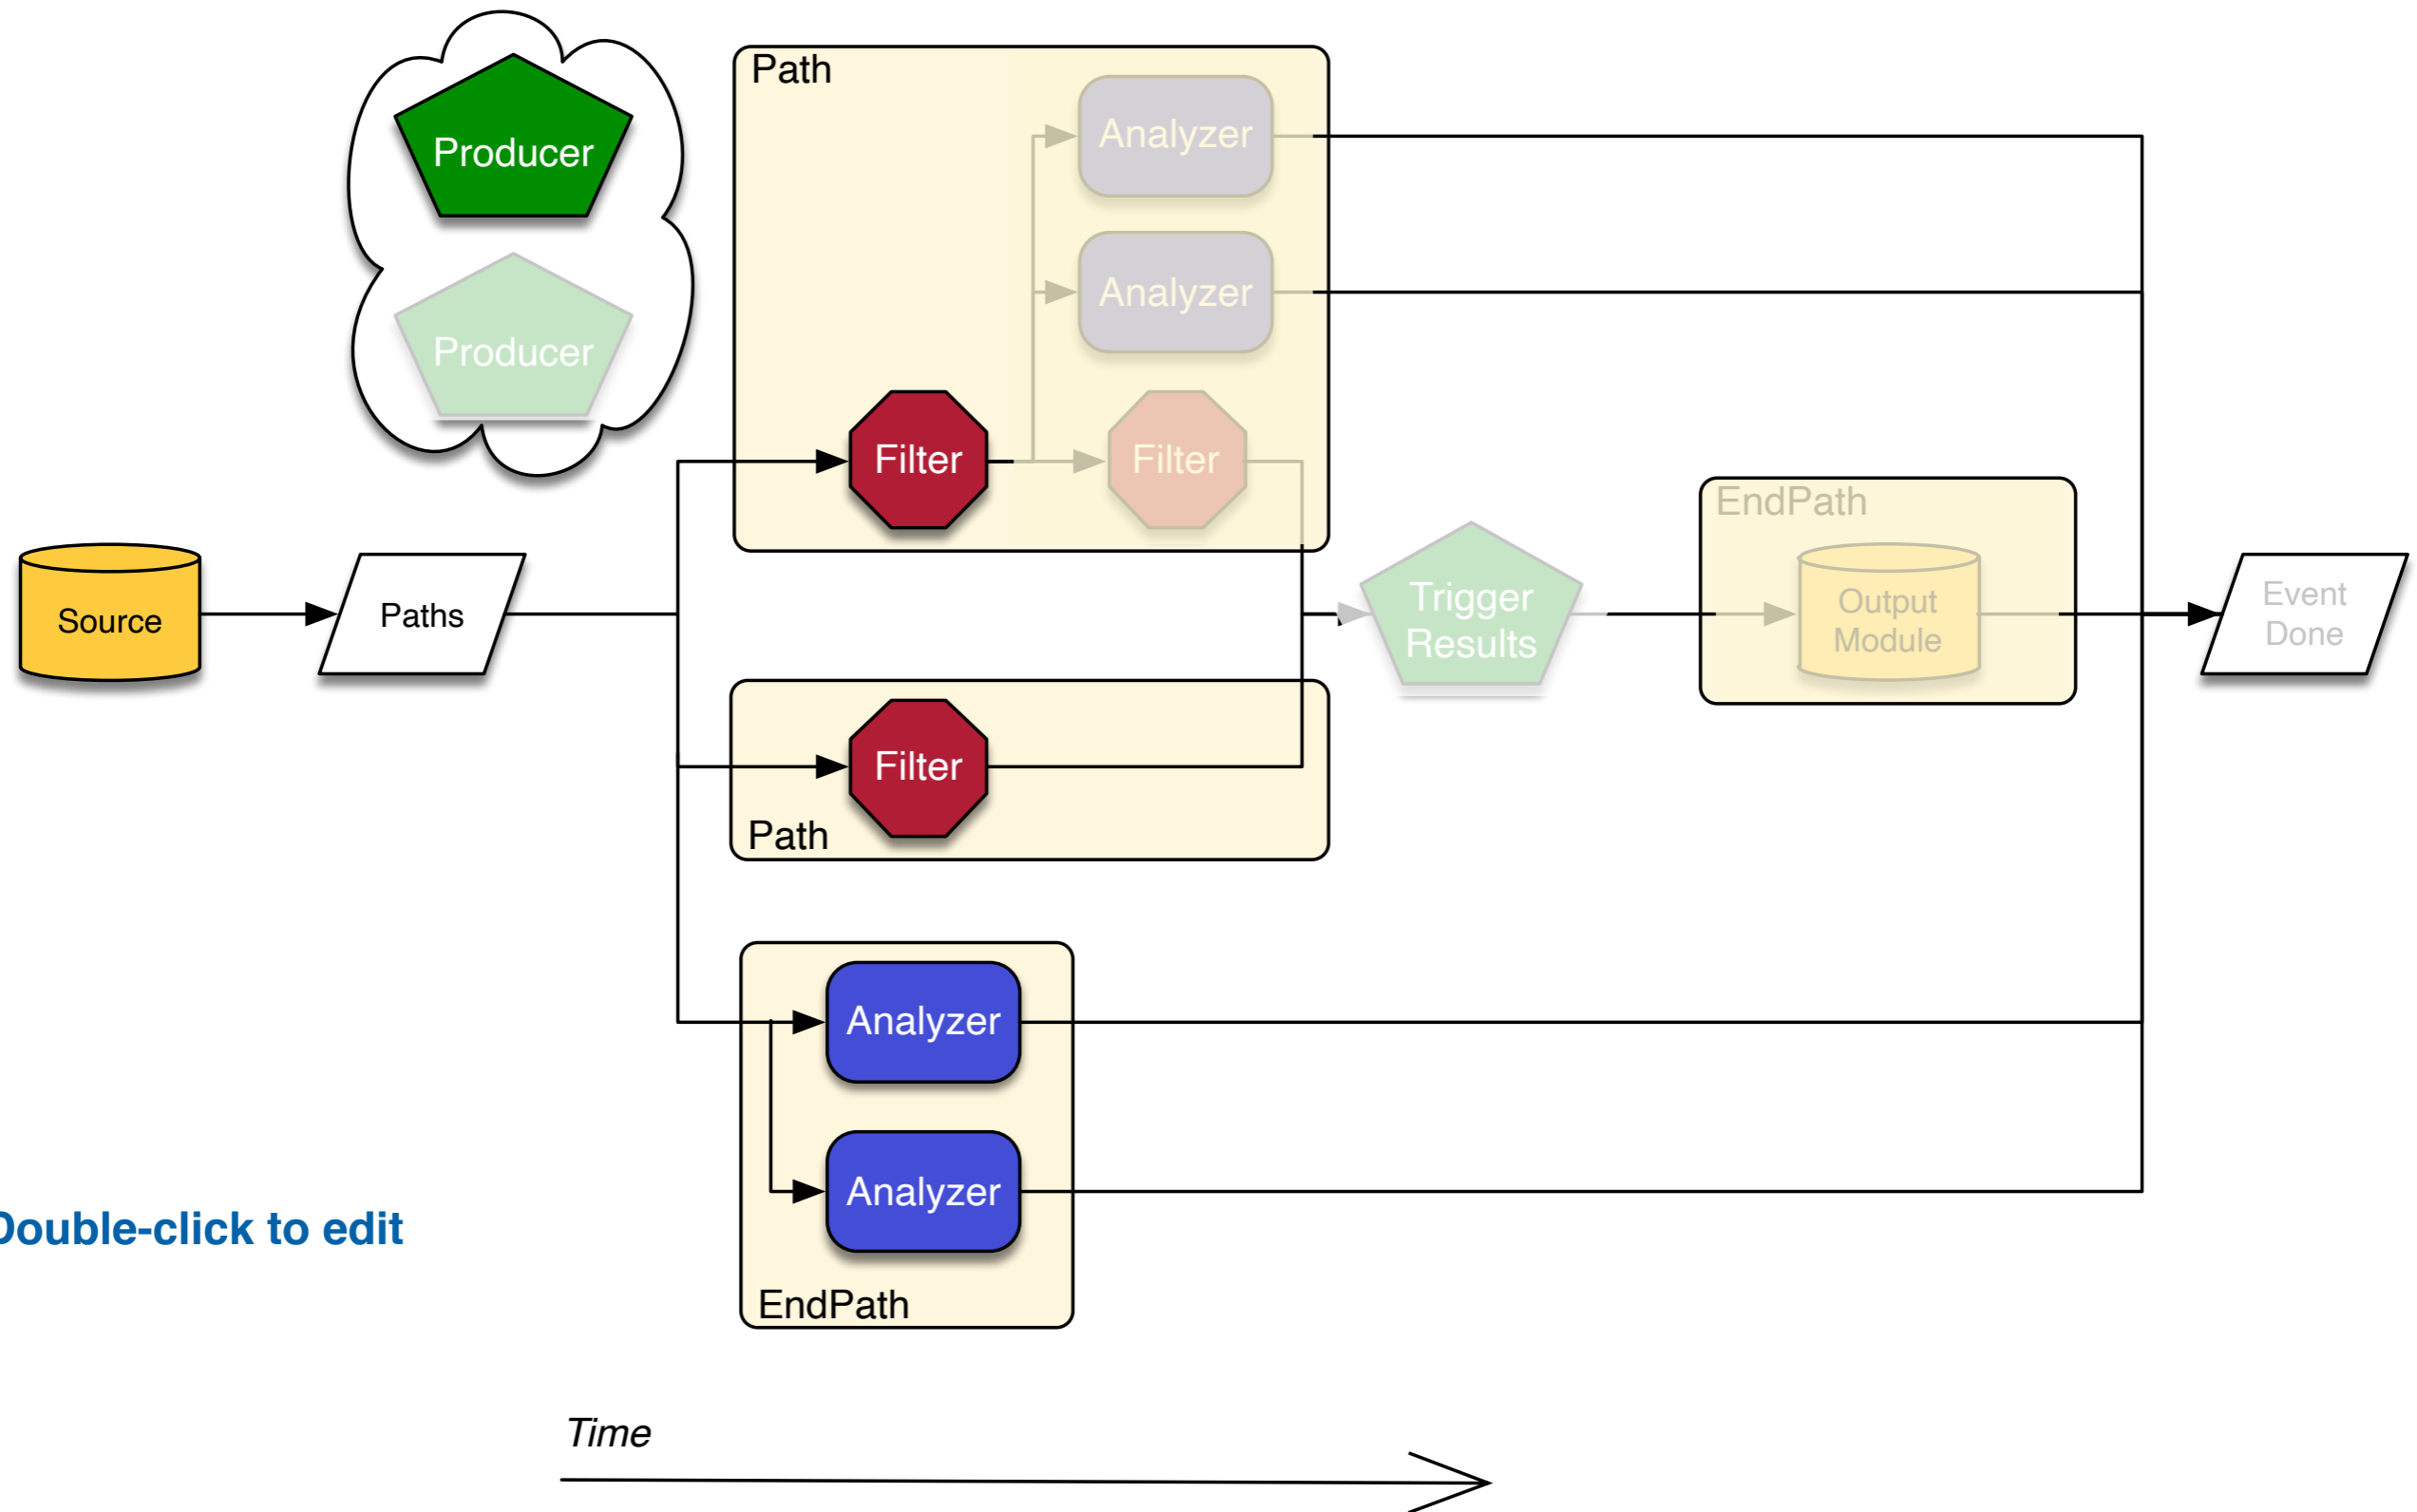 Path
Analyzer
Producer
Analyzer
Producer
Filter
Filter
EndPath
Source
Paths
Trigger
Results
Output
Module
Event
Done
Filter
Path
Analyzer
Analyzer
Double-click to edit
EndPath
Time